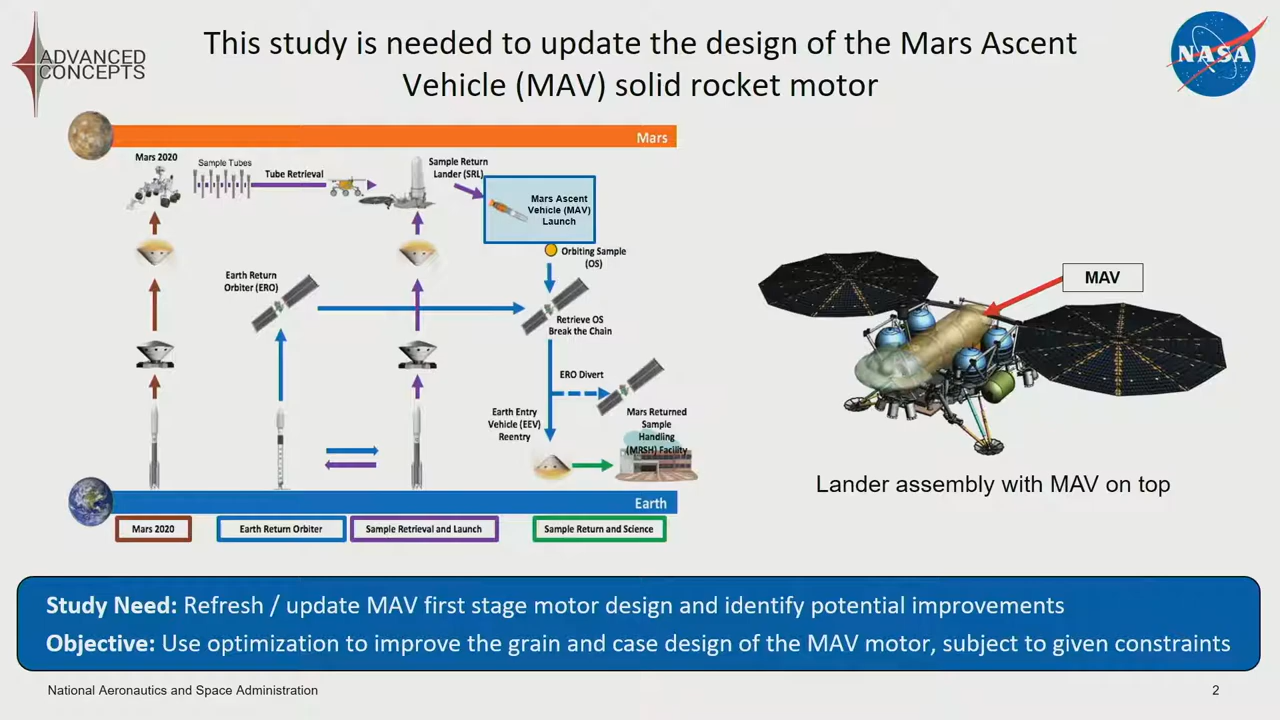 ADVANCED
CONCEPTS
This study is needed to update the design of the Mars Ascent
Vehicle (MAV) solid rocket motor
NASA
Mars
Mars 2020
Sample Tubes
Tube Retrieval
Sample Return
Lander (SRL)
Mars Ascent
Vehicle (MAV)
Launch
Orbiting Sample
(OS)
Earth Return
Orbiter (ERO)
Retrieve OS
Break the Chain
ERO Divert
Earth Entry
Vehicle (EEV)
Reentry
Mars Returned
Sample
Handling
(MRSH) Facility
Earth
Mars 2020
Earth Return Orbiter
Sample Retrieval and Launch
Sample Return and Science
MAV
Lander assembly with MAV on top
Study Need: Refresh / update MAV first stage motor design and identify potential improvements
Objective: Use optimization to improve the grain and case design of the MAV motor, subject to given constraints
National Aeronautics and Space Administration
2